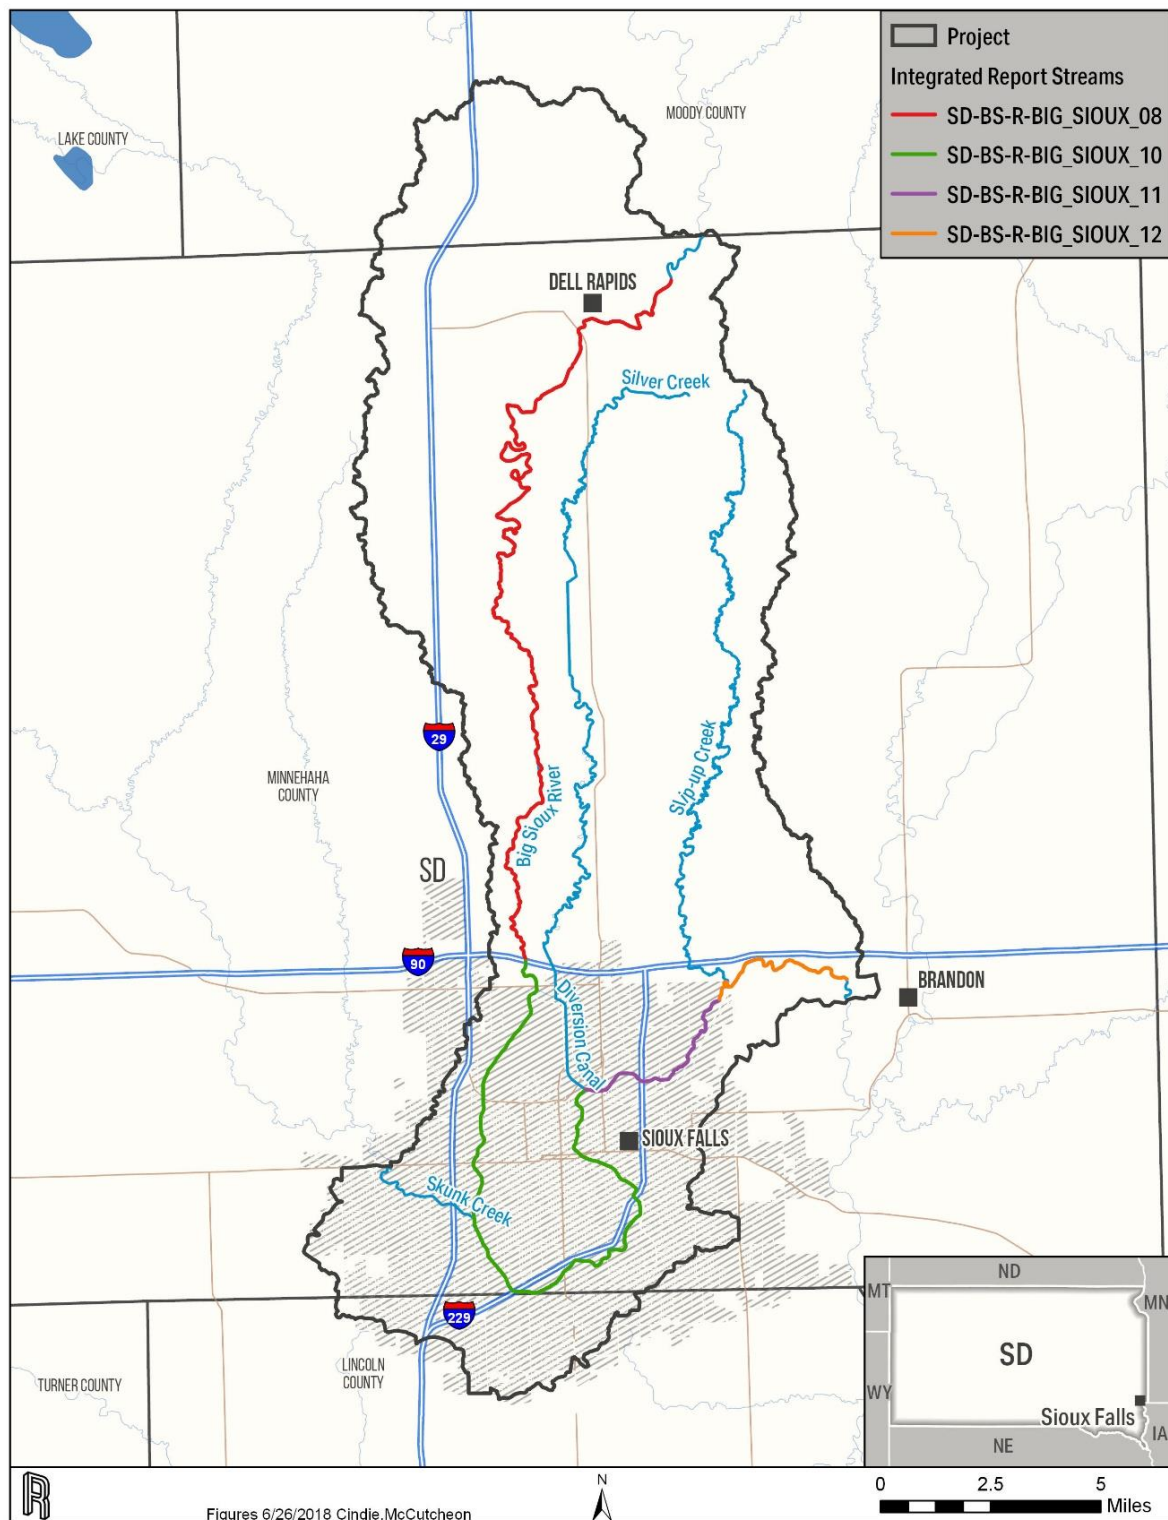 Project
Integrated Report Streams
SD-BS-R-BIG_SIOUX_08
SD-BS-R-BIG_SIOUX_10
SD-BS-R-BIG_SIOUX_11
SD-BS-R-BIG_SIOUX_12
MOODY COUNTY
LAKE COUNTY
DELL RAPIDS
Silver Creek
29
MINNEHAHA
COUNTY
Slip-up Creek
Big Sioux River
SD
90
BRANDON
Diversion Canal
SIOUX FALLS
Skunk Creek
229
LINCOLN
COUNTY
TURNER COUNTY
ND
MT
MN
SD
WY
Sioux Falls
IA
NE
N
0 2.5 5
Miles
R
Figures 6/26/2018 Cindie.McCutcheon